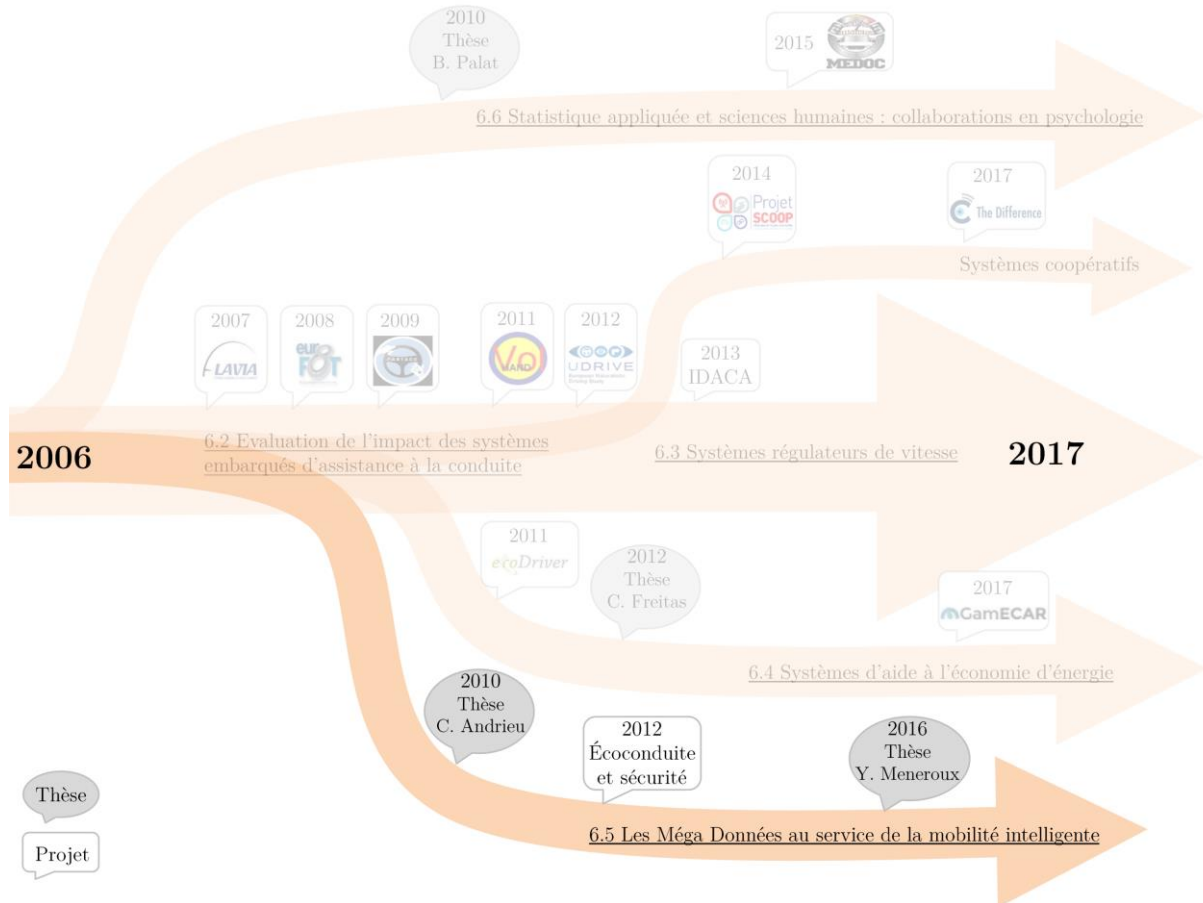 2010
Thèse
B. Palat
2015
MEDOC
6.6 Statistique appliquée et sciences humaines : collaborations en psychologie
2014
Projet
SCOOP
2017
The Difference
Systèmes coopératifs
2007
LAVIA
2008
euro
FOT
2009
2011
Vol
MAND
2012
UDRIVE
2013
IDACA
6.2 Evaluation de l'impact des systèmes
embarqués d'assistance à la conduite
6.3 Systèmes régulateurs de vitesse
2006
2017
2011
ecoDriver
2012
Thèse
C. Freitas
2017
GamECAR
6.4 Systèmes d'aide à l'économie d'énergie
2010
Thèse
C. Andrieu
2012
Écoconduite
et sécurité
2016
Thèse
Y. Meneroux
6.5 Les Méga Données au service de la mobilité intelligente
Thèse
Projet